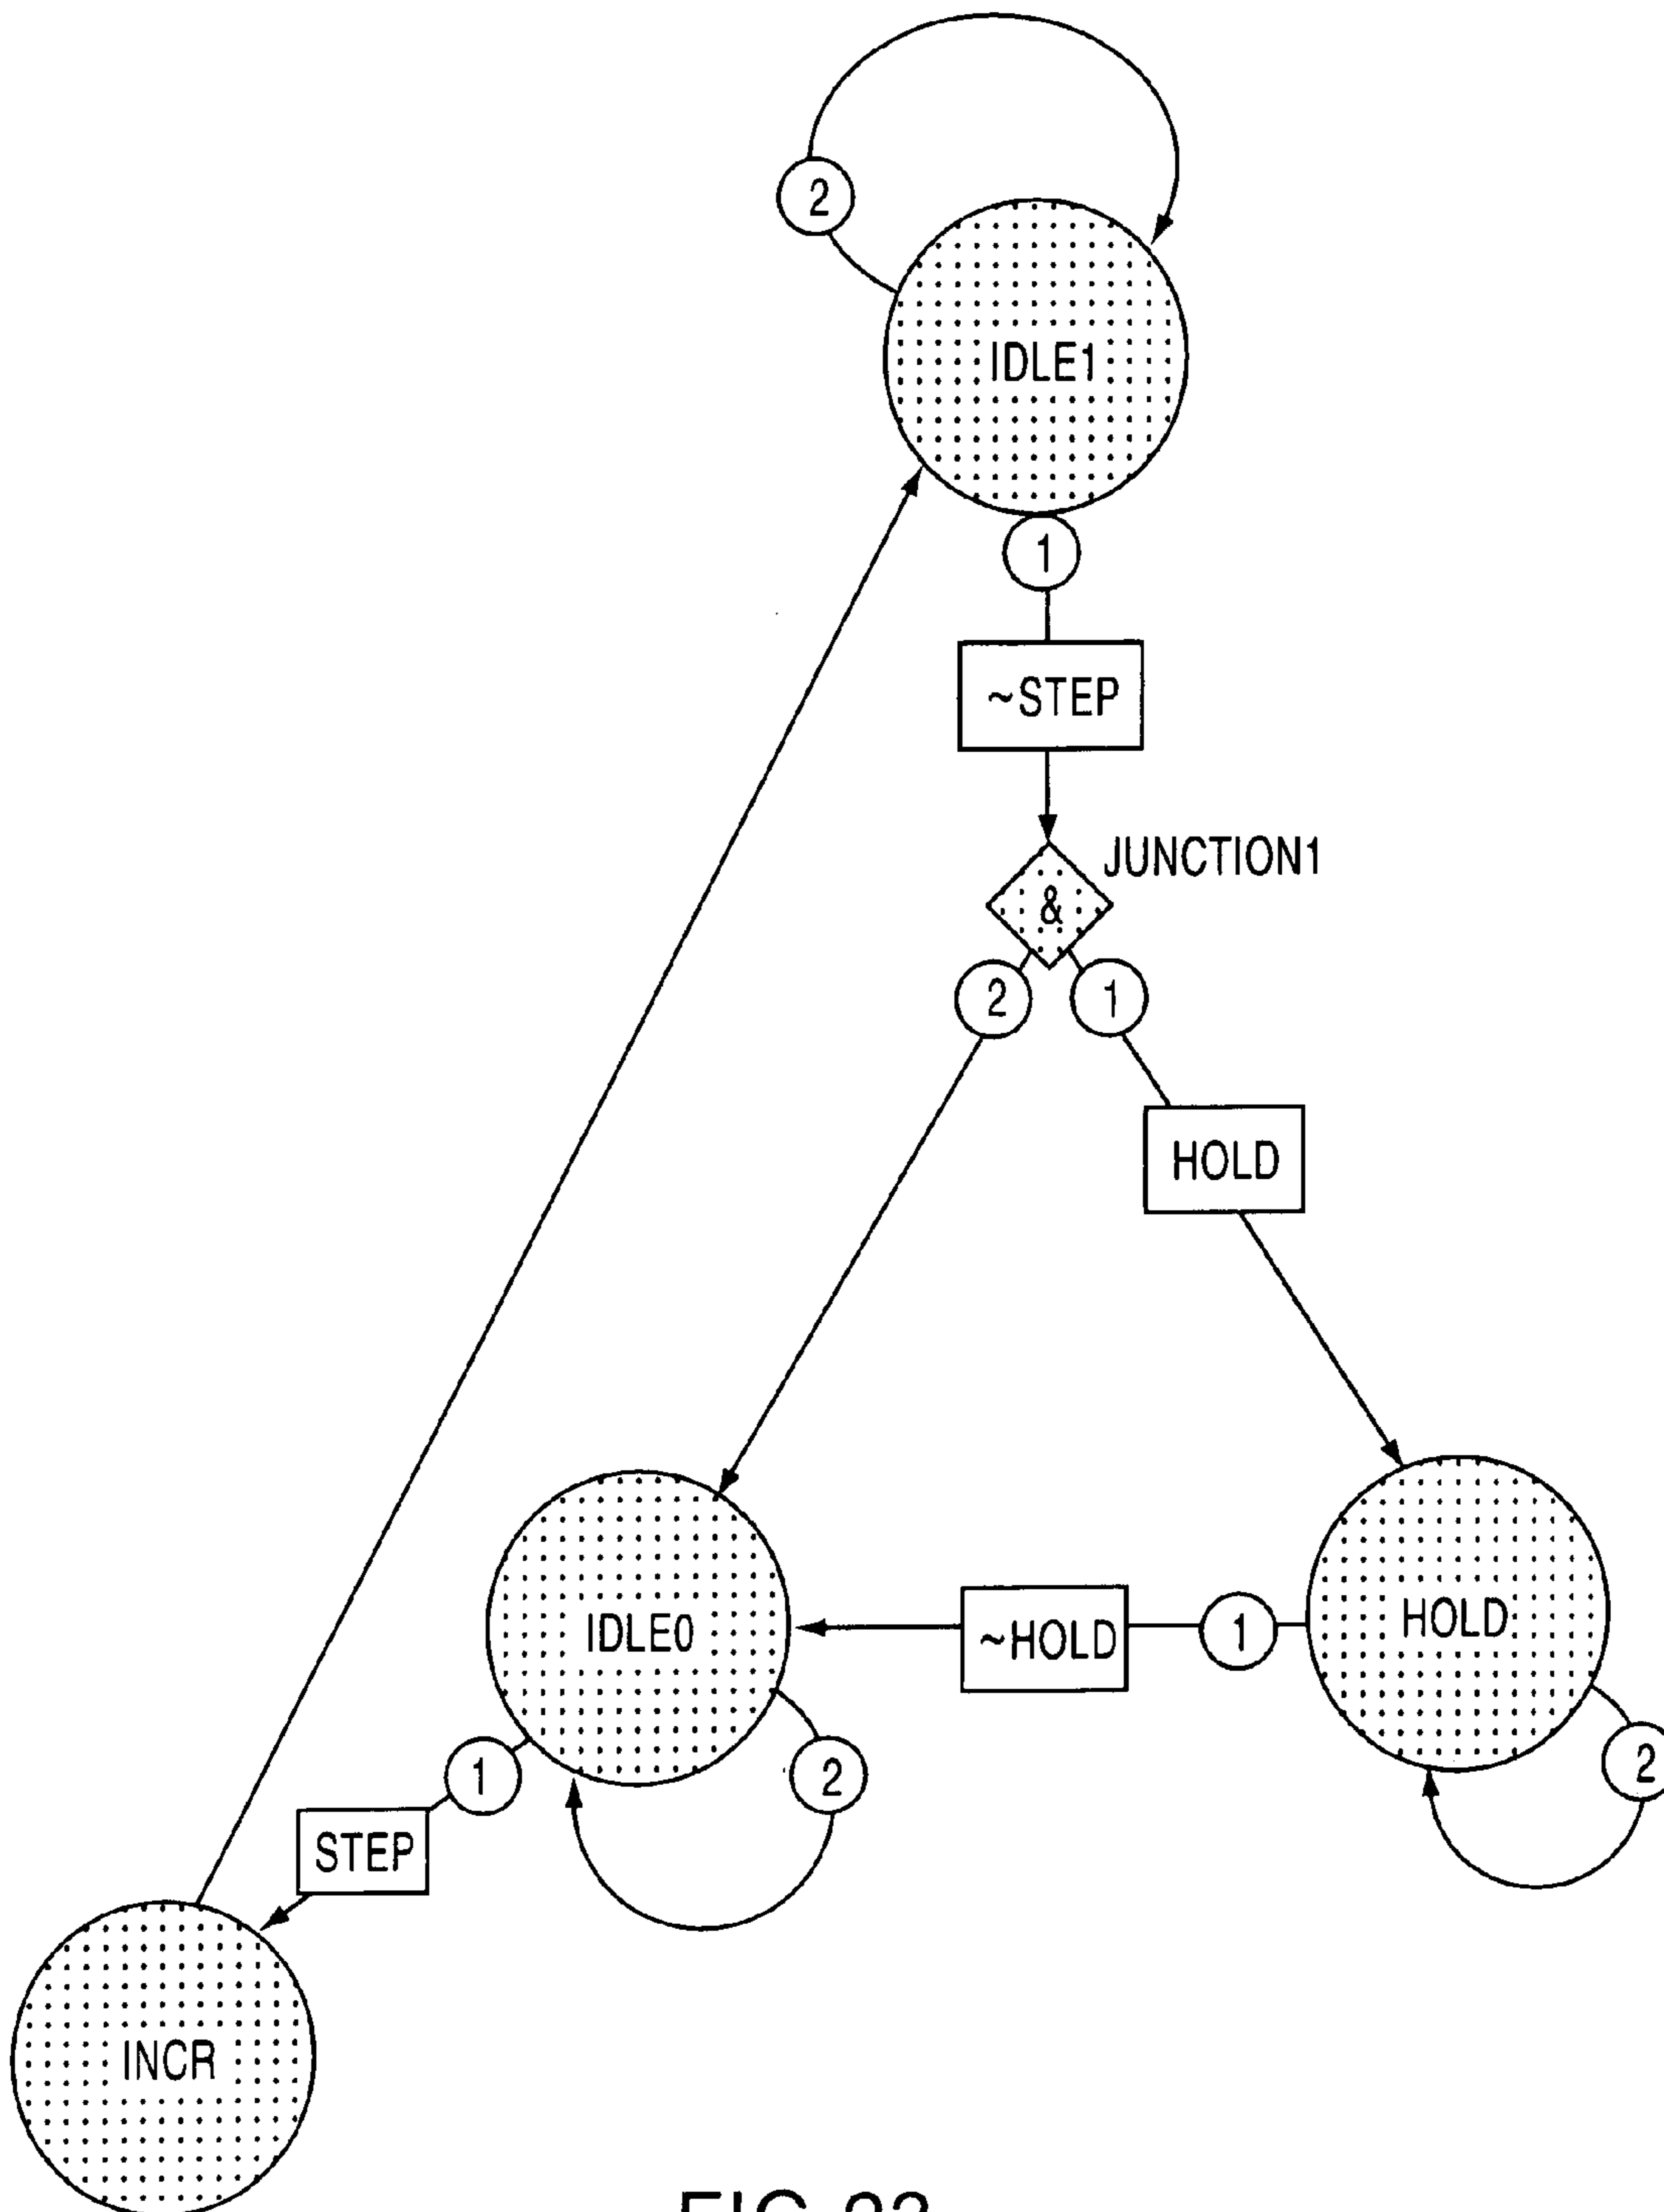 2
IDLE1
1
~STEP
JUNCTION1
&
2
1
HOLD
IDLE0
~HOLD
1
HOLD
1
2
2
STEP
INCR